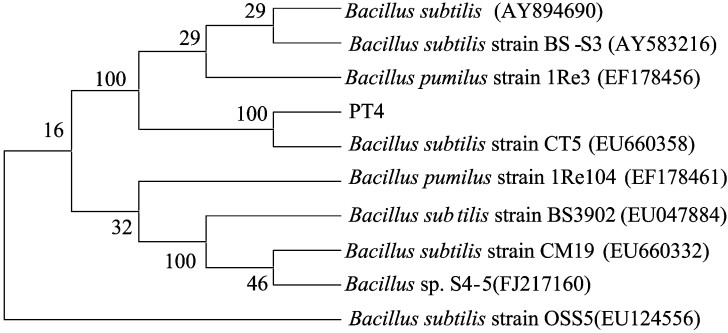 29 Bacillus subtilis (AY894690)
29 Bacillus subtilis strain BS -S3 (AY583216)
100 Bacillus pumilus strain 1Re3 (EF178456)
100 PT4
16 Bacillus subtilis strain CT5 (EU660358)
Bacillus pumilus strain 1Re104 (EF178461)
32 Bacillus subtilis strain BS3902 (EU047884)
100 Bacillus subtilis strain CM19 (EU660332)
46 Bacillus sp. S4-5(FJ217160)
Bacillus subtilis strain OSS5(EU124556)